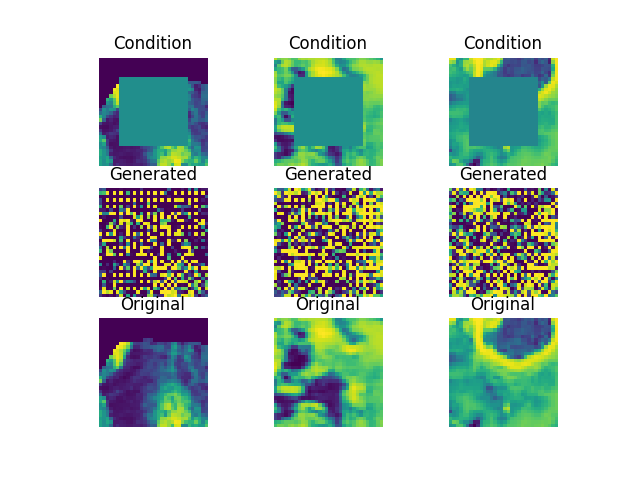 Condition Condition Condition
Generated Generated Generated
Original Original Original